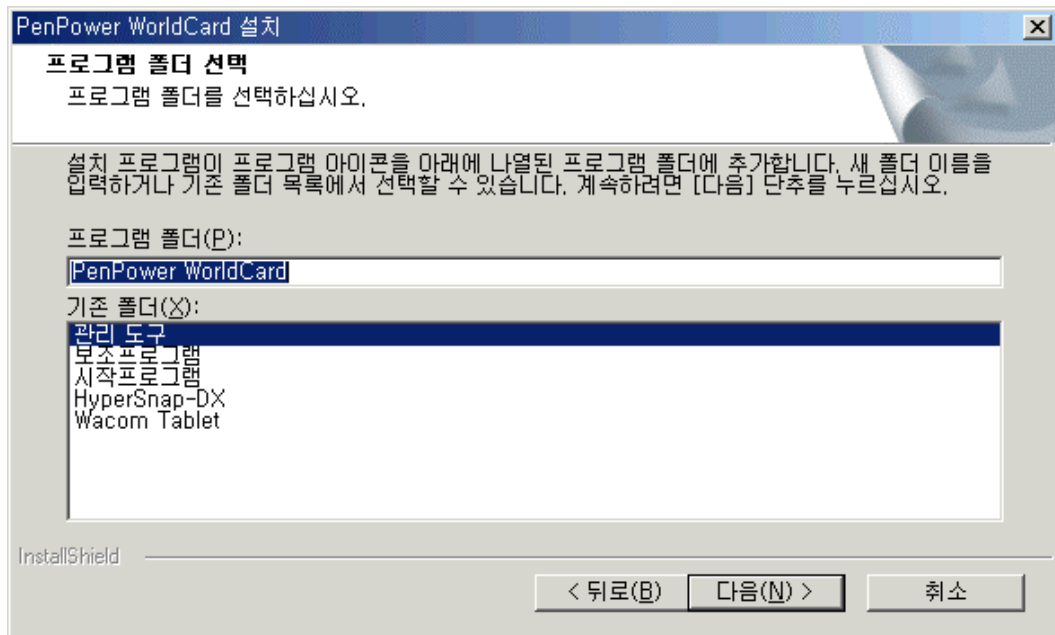 PenPower WorldCard 설치
프로그램 폴더 선택
프로그램 폴더를 선택하십시오.
설치 프로그램이 프로그램 아이콘을 아래에 나열된 프로그램 폴더에 추가합니다. 새 폴더 이름을
입력하거나 기존 폴더 목록에서 선택할 수 있습니다. 계속하려면 [다음] 단추를 누르십시오.
프로그램 폴더(P):
PenPower WorldCard
기존 폴더(X):
관리 도구
보조프로그램
시작프로그램
HyperSnap-DX
Wacom Tablet
InstallShield
< 뒤로(B) 다음(N) > 취소